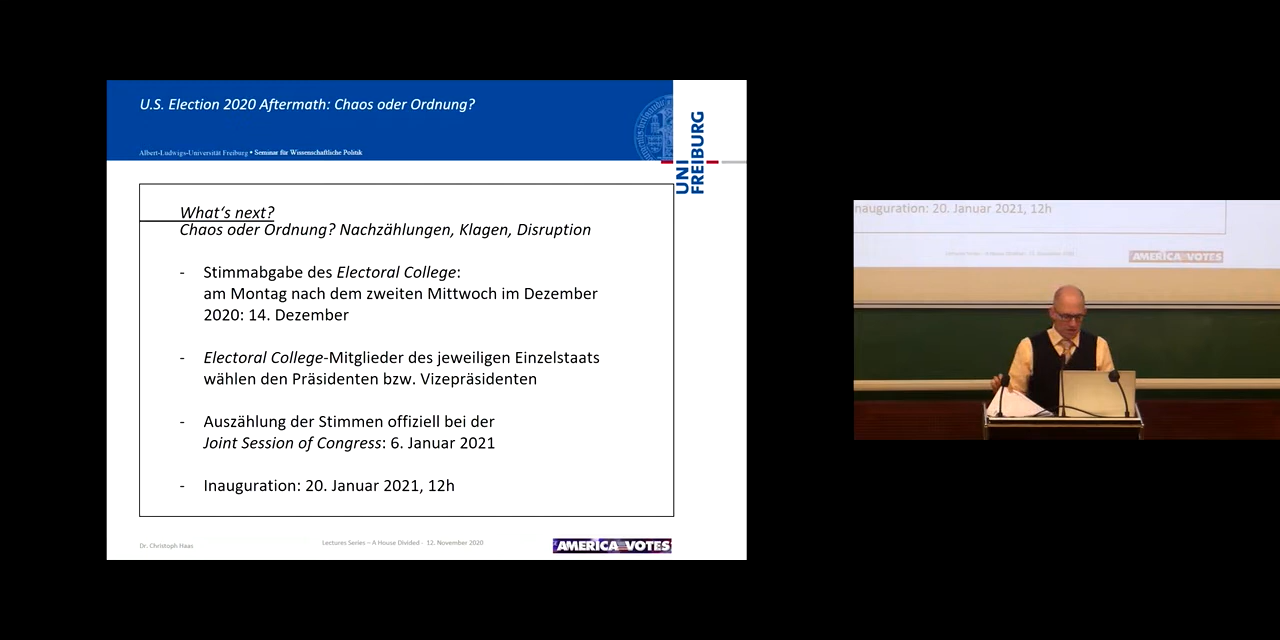 U.S. Election 2020 Aftermath: Chaos oder Ordnung?
Albert-Ludwigs-Universität Freiburg • Seminar für Wissenschaftliche Politik
UNI
FREIBURG
What's next?
Chaos oder Ordnung? Nachzählungen, Klagen, Disruption
- Stimmabgabe des Electoral College:
am Montag nach dem zweiten Mittwoch im Dezember
2020: 14. Dezember
- Electoral College-Mitglieder des jeweiligen Einzelstaats
wählen den Präsidenten bzw. Vizepräsidenten
- Auszählung der Stimmen offiziell bei der
Joint Session of Congress: 6. Januar 2021
- Inauguration: 20. Januar 2021, 12h
Dr. Christoph Haas
Lectures Series – A House Divided - 12. November 2020
AMERICA VOTES
nauguration: 20. Januar 2021, 12h
AMERICA VOTES